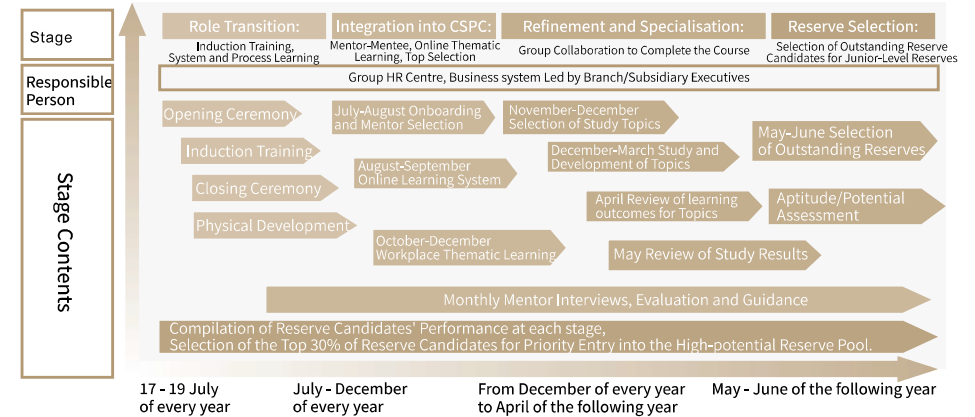 Stage
Role Transition:
Induction Training,
System and Process Learning
Integration into CSPC:
Mentor-Mentee, Online Thematic
Learning, Top Selection
Refinement and Specialisation:
Group Collaboration to Complete the Course
Reserve Selection:
Selection of Outstanding Reserve
Candidates for Junior-Level Reserves
Responsible
Person
Group HR Centre, Business system Led by Branch/Subsidiary Executives
Stage Contents
Opening Ceremony
Induction Training
Closing Ceremony
Physical Development
July-August Onboarding
and Mentor Selection
August-September
Online Learning System
October-December
Workplace Thematic Learning
November-December
Selection of Study Topics
December-March Study and
Development of Topics
April Review of learning
outcomes for Topics
May Review of Study Results
May-June Selection
of Outstanding Reserves
Aptitude/Potential
Assessment
Monthly Mentor Interviews, Evaluation and Guidance
Compilation of Reserve Candidates' Performance at each stage,
Selection of the Top 30% of Reserve Candidates for Priority Entry into the High-potential Reserve Pool.
17 - 19 July
of every year
July - December
of every year
From December of every year
to April of the following year
May - June of the following year